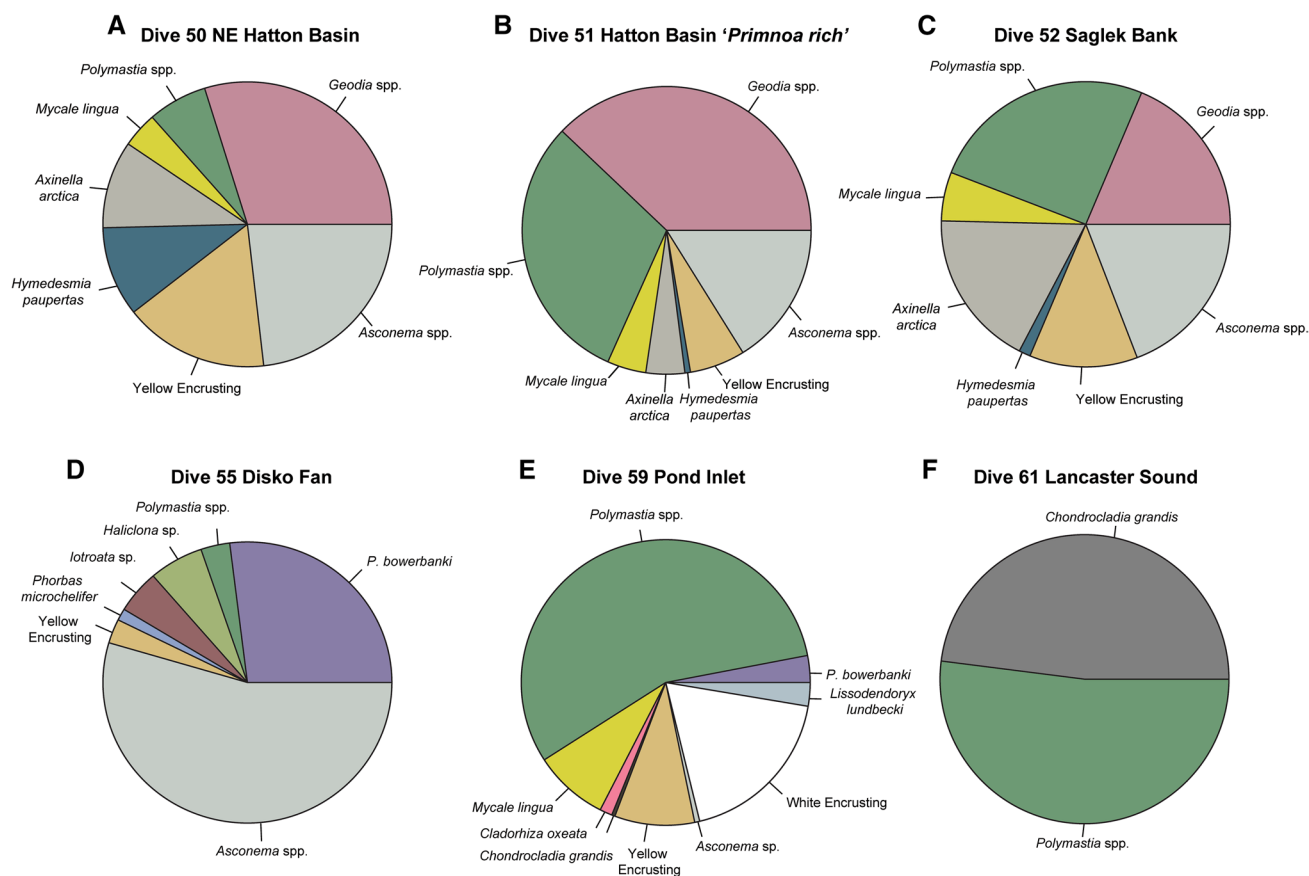 A Dive 50 NE Hatton Basin
Polymastia spp.
Geodia spp.
Mycale lingua
Axinella
arctica
Hymedesmia
paupertas
Yellow Encrusting
Asconema spp.
B Dive 51 Hatton Basin ‘Primnoa rich’
Geodia spp.
Polymastia spp.
Mycale lingua
Axinella
arctica
Hymedesmia
paupertas
Yellow Encrusting
Asconema spp.
C Dive 52 Saglek Bank
Polymastia spp.
Geodia spp.
Mycale lingua
Axinella
arctica
Hymedesmia
paupertas
Yellow Encrusting
Asconema spp.
D Dive 55 Disko Fan
Polymastia spp.
Haliclona sp.
Iotroata sp.
Phorbas
microchelifer
Yellow
Encrusting
P. bowerbanki
Asconema spp.
E Dive 59 Pond Inlet
Polymastia spp.
P. bowerbanki
Lissodendoryx
lundbecki
White Encrusting
Mycale lingua
Cladorhiza oxeata
Chondrocladia grandis
Yellow
Encrusting
Asconema sp.
F Dive 61 Lancaster Sound
Chondrocladia grandis
Polymastia spp.